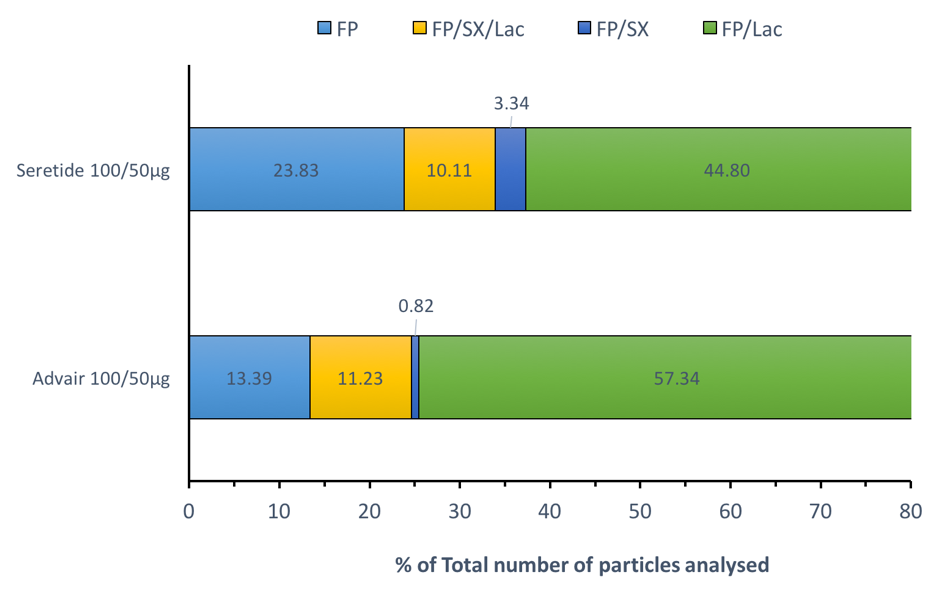 FP FP/SX/Lac FP/SX FP/Lac
3.34
Seretide 100/50µg 23.83 10.11 44.80
0.82
Advair 100/50µg 13.39 11.23 57.34
0 10 20 30 40 50 60 70 80
% of Total number of particles analysed